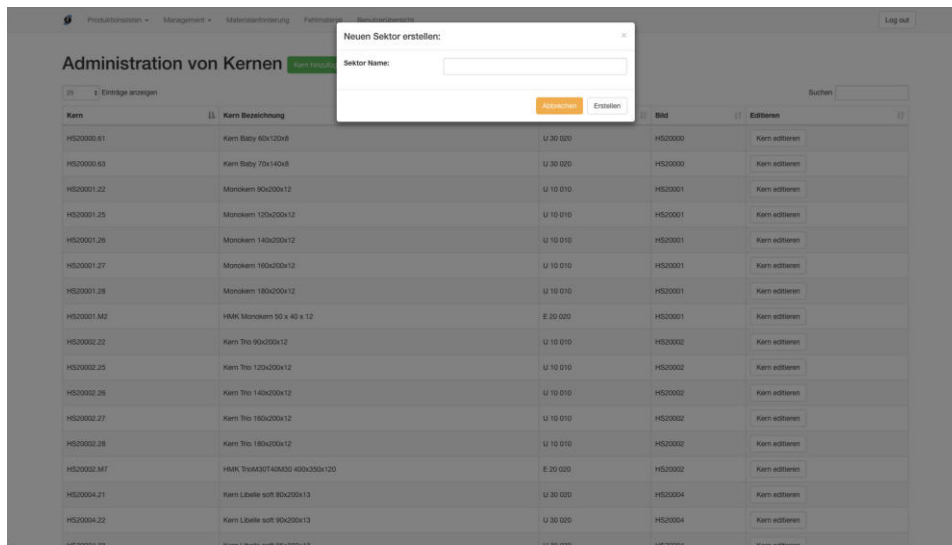 Produktionslisten Management Materialanforderung Fehlmaterial Benutzerübersicht Log out
Neuen Sektor erstellen: ×
Sektor Name:
Abbrechen Erstellen
Administration von Kernen Kern hinzufüg
25 Einträge anzeigen Suchen
Kern Kern Bezeichnung Bild Editieren
HS20000.61 Kern Baby 60x120x8 U 30 020 HS20000 Kern editieren
HS20000.63 Kern Baby 70x140x8 U 30 020 HS20000 Kern editieren
HS20001.22 Monokern 90x200x12 U 10 010 HS20001 Kern editieren
HS20001.25 Monokern 120x200x12 U 10 010 HS20001 Kern editieren
HS20001.26 Monokern 140x200x12 U 10 010 HS20001 Kern editieren
HS20001.27 Monokern 160x200x12 U 10 010 HS20001 Kern editieren
HS20001.28 Monokern 180x200x12 U 10 010 HS20001 Kern editieren
HS20001.M2 HMK Monokern 50 x 40 x 12 E 20 020 HS20001 Kern editieren
HS20002.22 Kern Trio 90x200x12 U 10 010 HS20002 Kern editieren
HS20002.25 Kern Trio 120x200x12 U 10 010 HS20002 Kern editieren
HS20002.26 Kern Trio 140x200x12 U 10 010 HS20002 Kern editieren
HS20002.27 Kern Trio 160x200x12 U 10 010 HS20002 Kern editieren
HS20002.28 Kern Trio 180x200x12 U 10 010 HS20002 Kern editieren
HS20002.M7 HMK TrioM30T40M30 400x350x120 E 20 020 HS20002 Kern editieren
HS20004.21 Kern Libelle soft 80x200x13 U 30 020 HS20004 Kern editieren
HS20004.22 Kern Libelle soft 90x200x13 U 30 020 HS20004 Kern editieren